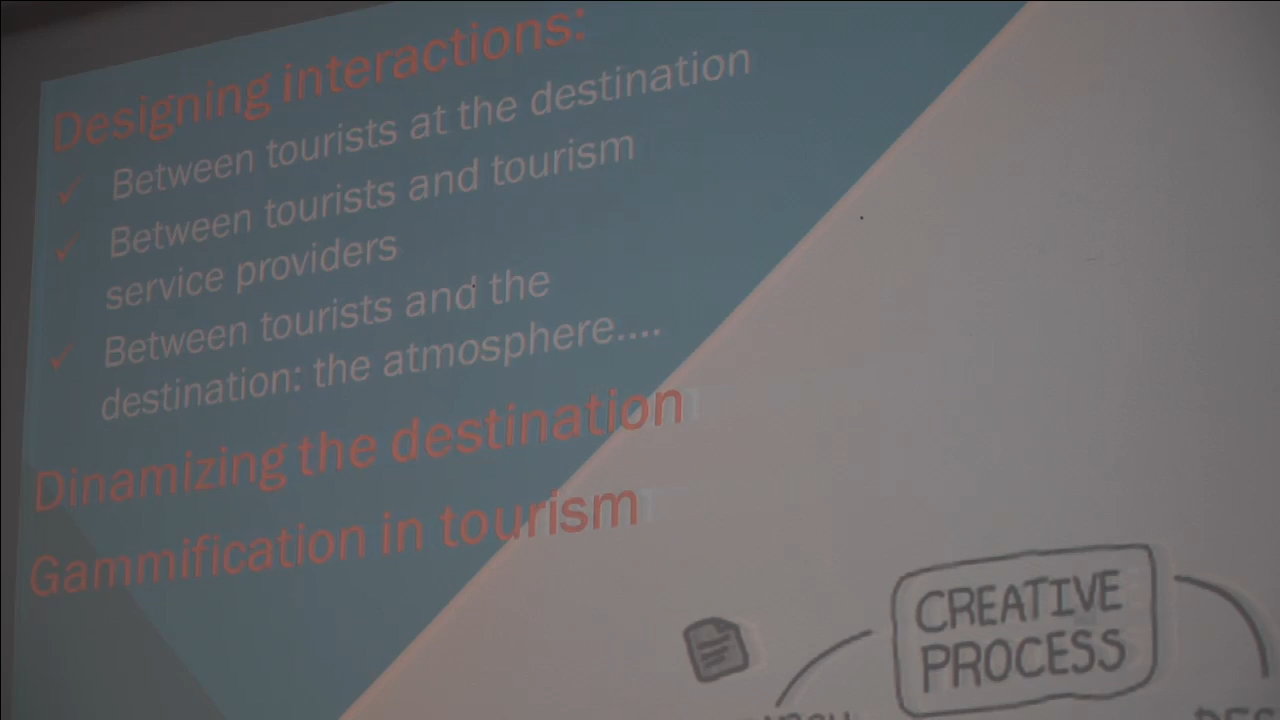 Designing interactions:
✓ Between tourists at the destination
✓ Between tourists and tourism
service providers
✓ Between tourists and the
destination: the atmosphere....
Dinamizing the destination
Gammification in tourism
CREATIVE
PROCESS